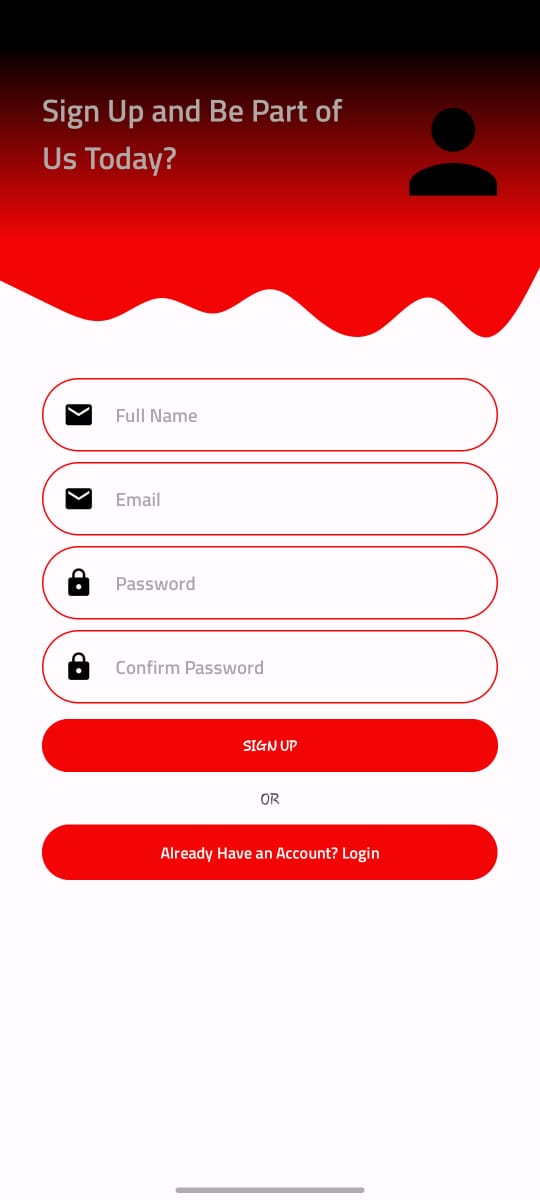 Sign Up and Be Part of
Us Today?
Full Name
Email
Password
Confirm Password
SIGN UP
OR
Already Have an Account? Login